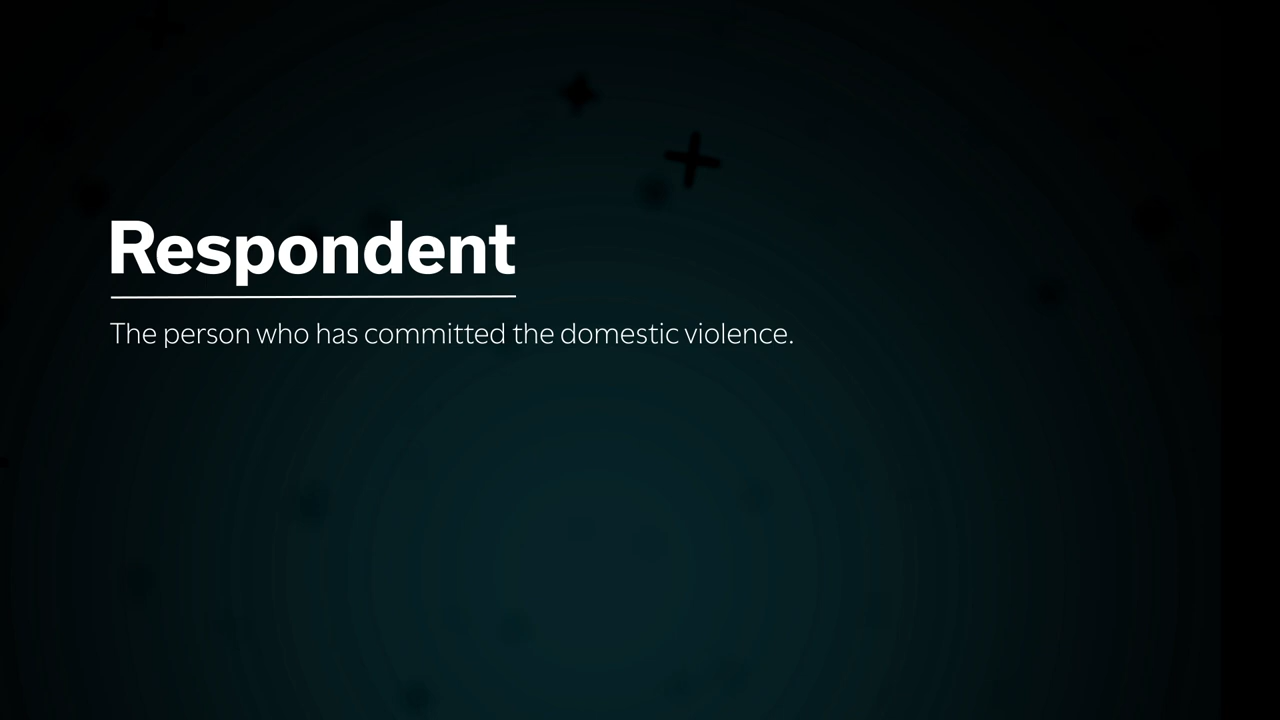 Respondent
The person who has committed the domestic violence.